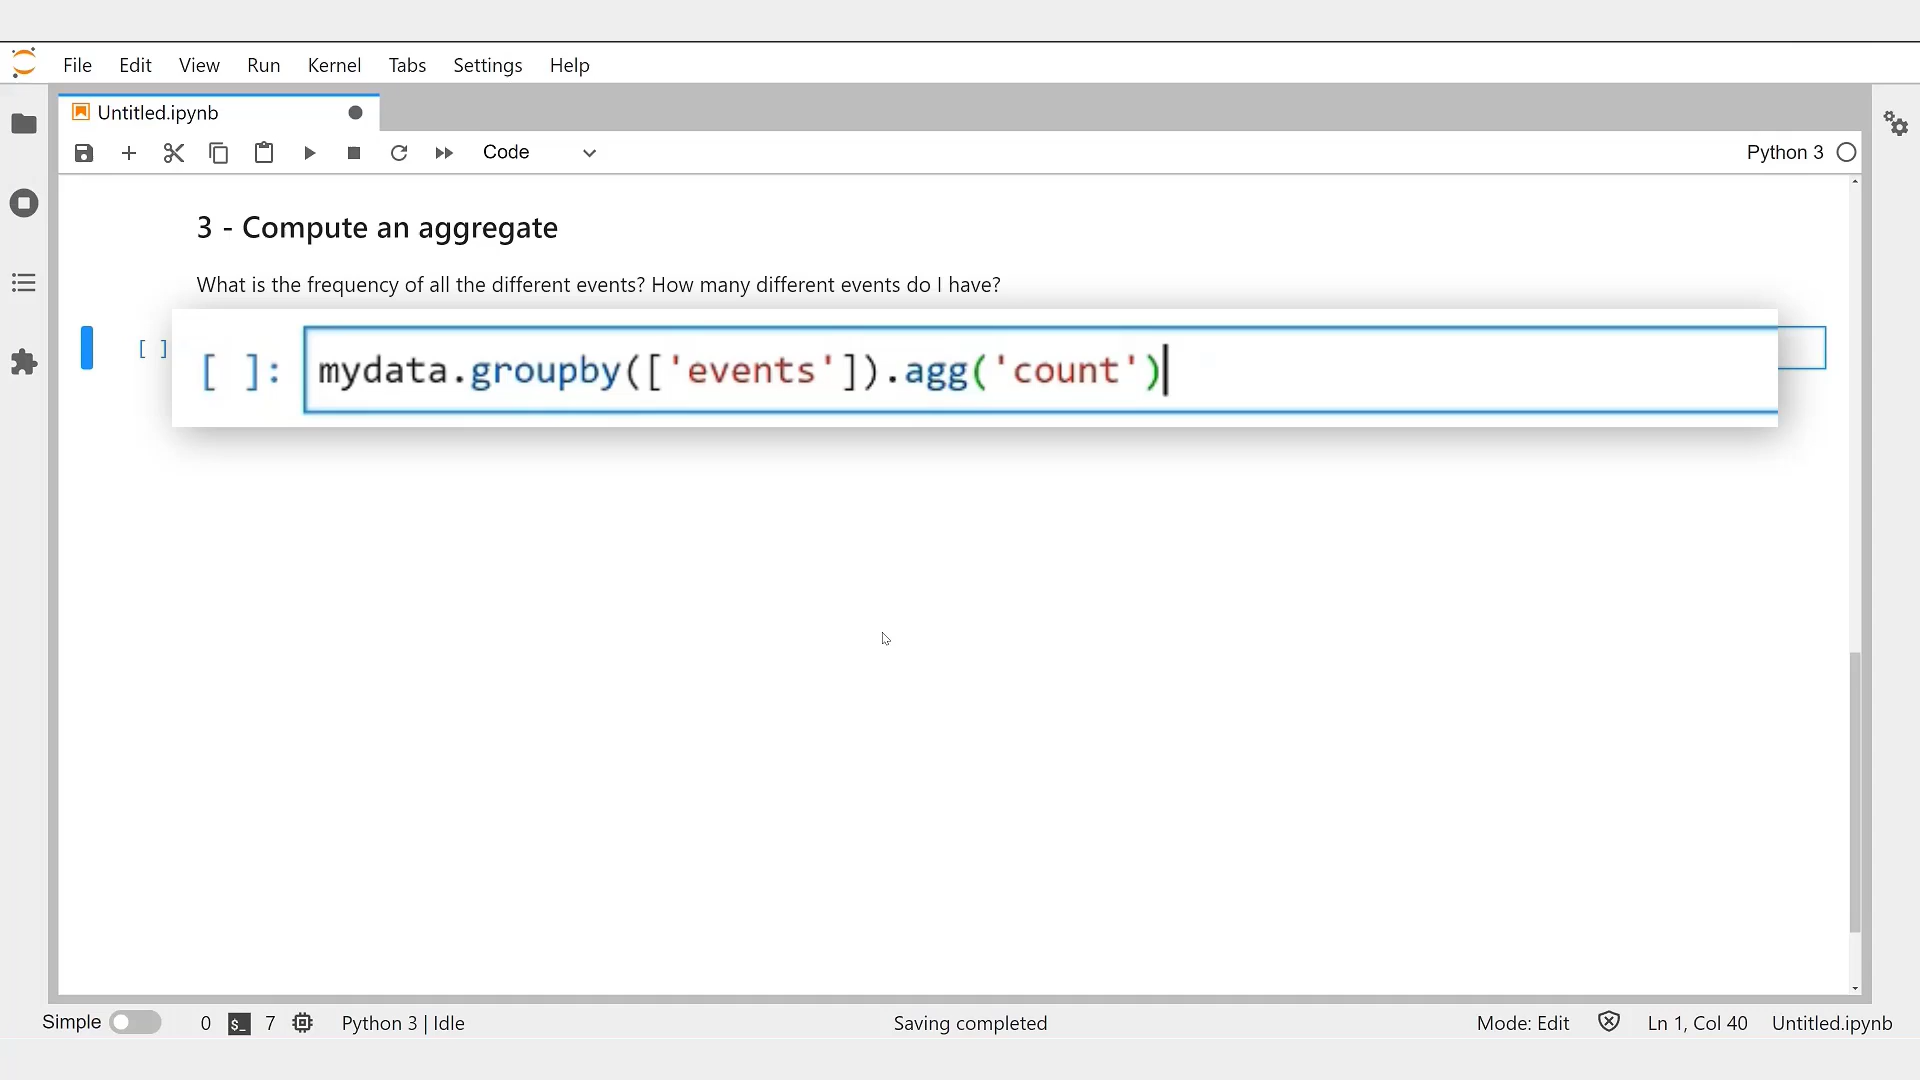 File Edit View Run Kernel Tabs Settings Help
Untitled.ipynb
Code
Python 3
3 - Compute an aggregate
What is the frequency of all the different events? How many different events do I have?
[ ]
[ ]: mydata.groupby(['events']).agg('count')
Simple 0 $_ 7 Python 3 | Idle Saving completed Mode: Edit Ln 1, Col 40 Untitled.ipynb